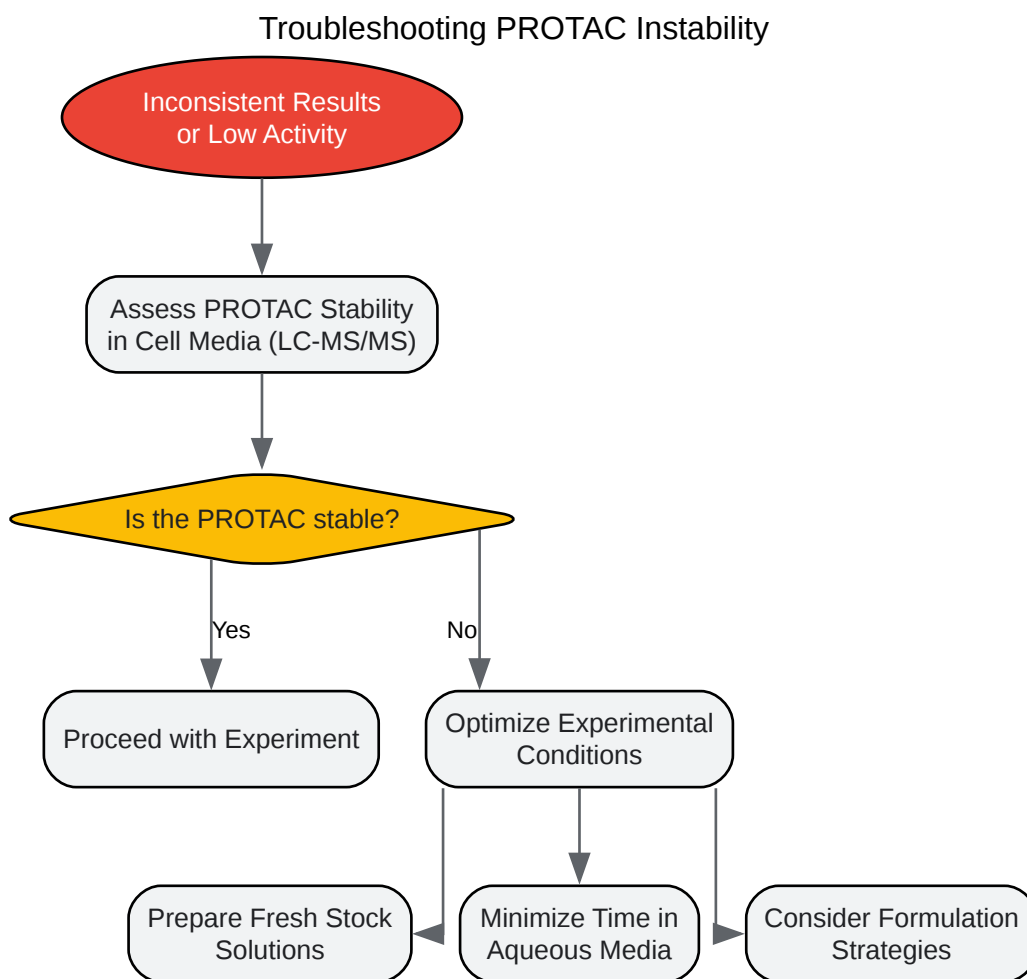 Troubleshooting PROTAC Instability
Inconsistent Results
or Low Activity
Assess PROTAC Stability
in Cell Media (LC-MS/MS)
Is the PROTAC stable?
Yes
No
Proceed with Experiment
Optimize Experimental
Conditions
Prepare Fresh Stock
Solutions
Minimize Time in
Aqueous Media
Consider Formulation
Strategies